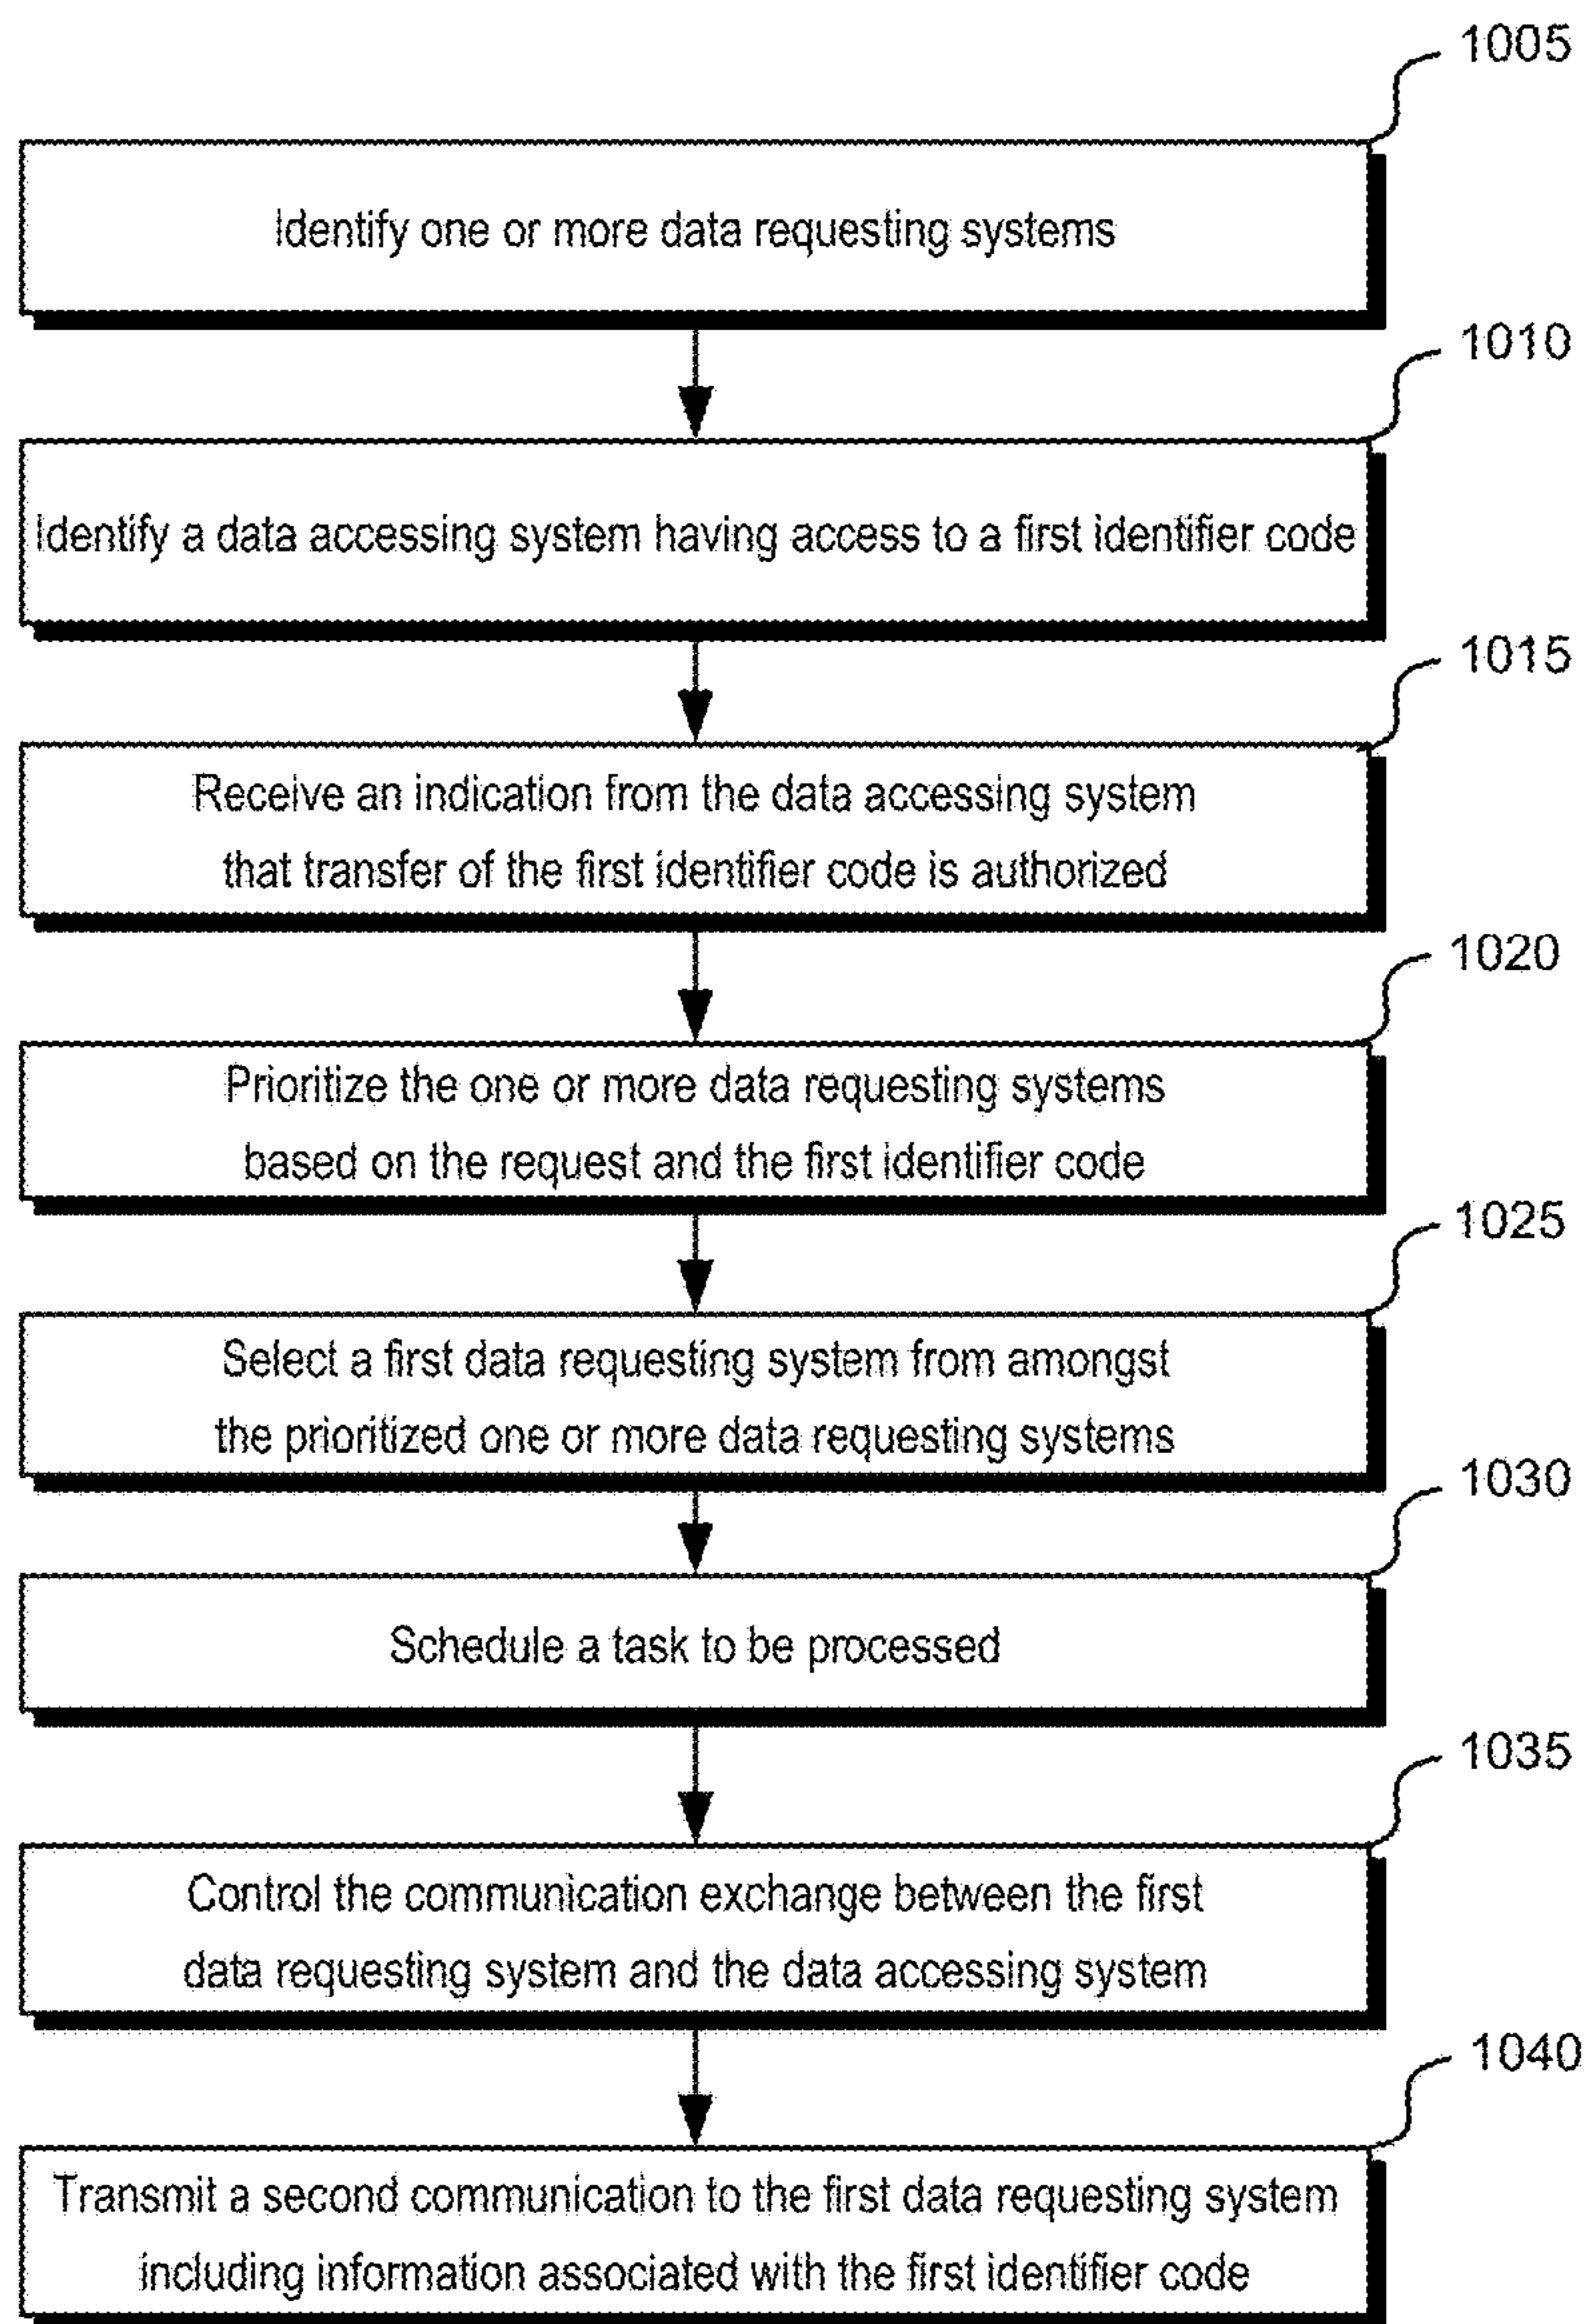 1005
Identify one or more data requesting systems
1010
Identify a data accessing system having access to a first identifier code
1015
Receive an indication from the data accessing system
that transfer of the first identifier code is authorized
1020
Prioritize the one or more data requesting systems
based on the request and the first identifier code
1025
Select a first data requesting system from amongst
the prioritized one or more data requesting systems
1030
Schedule a task to be processed
1035
Control the communication exchange between the first
data requesting system and the data accessing system
1040
Transmit a second communication to the first data requesting system
including information associated with the first identifier code